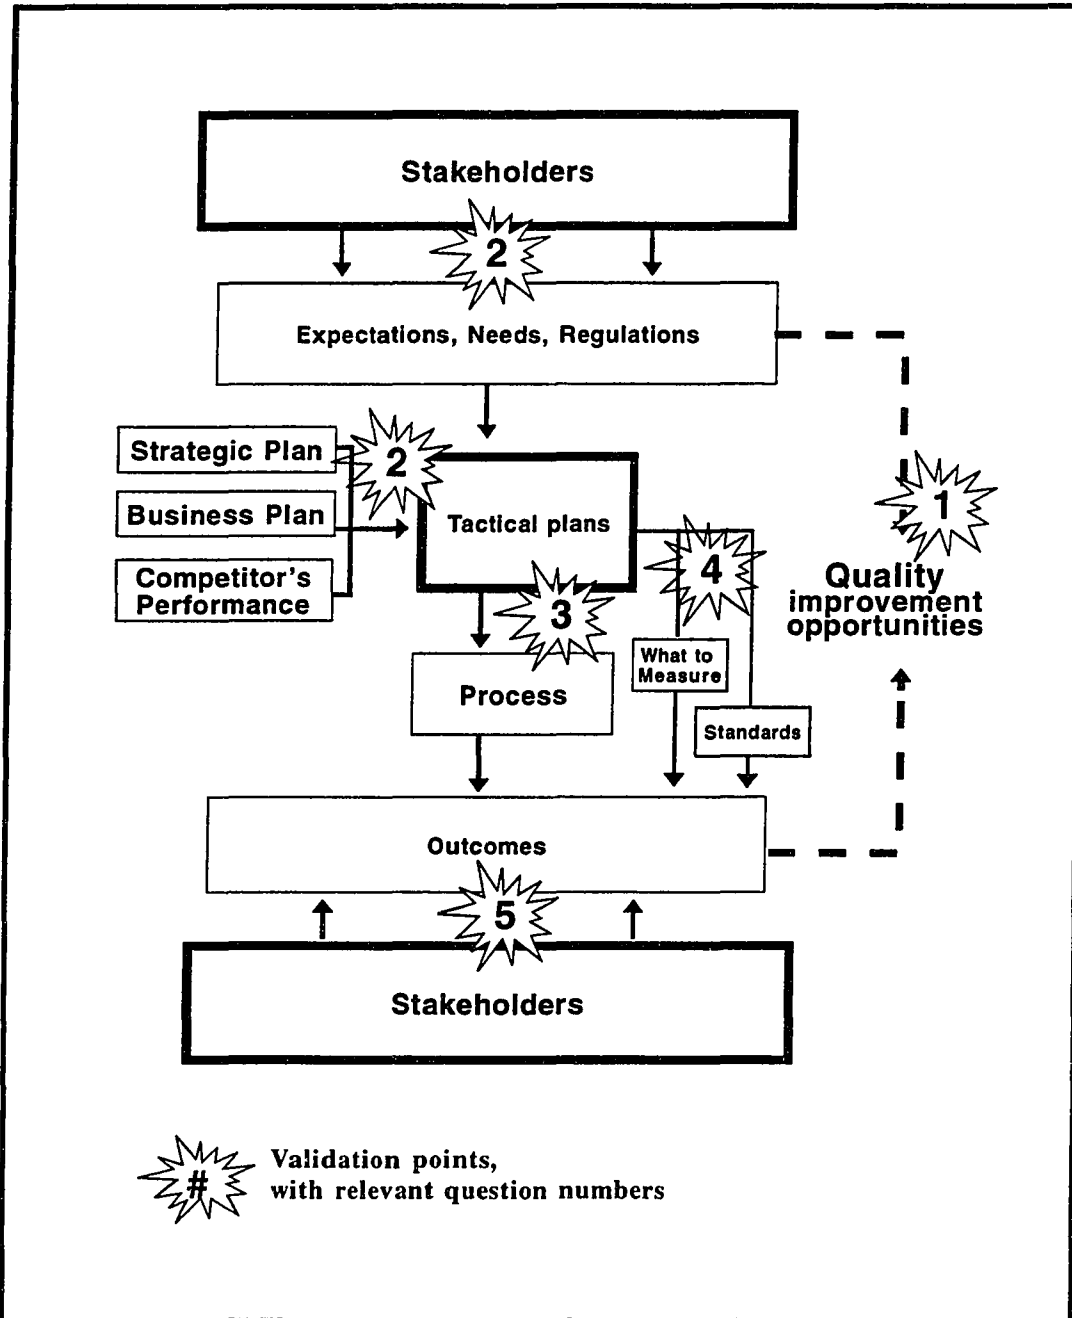 Stakeholders
2
Expectations, Needs, Regulations
Strategic Plan
2
Business Plan
Tactical plans
Competitor's
Performance
1
4
Quality
improvement
opportunities
3
What to
Measure
Process
Standards
Outcomes
5
Stakeholders
#
Validation points,
with relevant question numbers